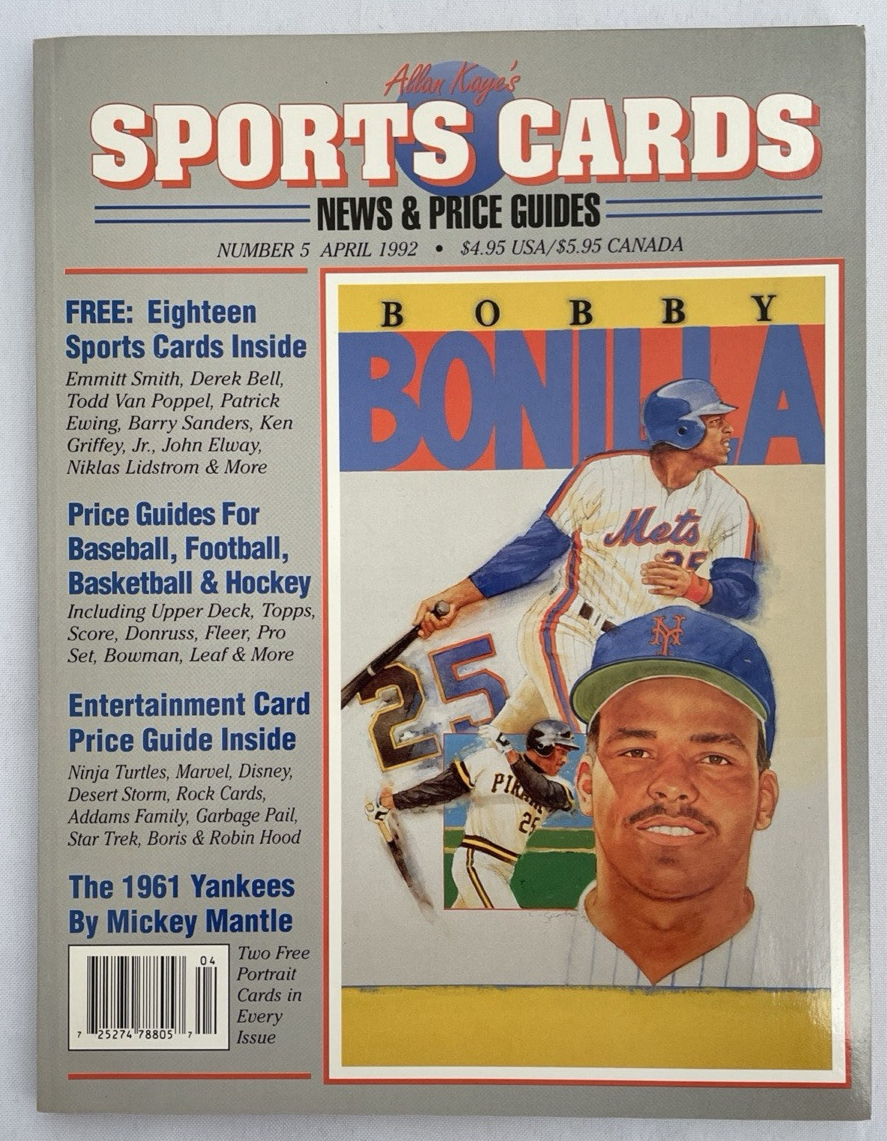 Allan Kaye's
SPORTS CARDS
NEWS & PRICE GUIDES
NUMBER 5 APRIL 1992 • $4.95 USA/$5.95 CANADA
FREE: Eighteen
Sports Cards Inside
Emmitt Smith, Derek Bell,
Todd Van Poppel, Patrick
Ewing, Barry Sanders, Ken
Griffey, Jr., John Elway,
Niklas Lidstrom & More
Price Guides For
Baseball, Football,
Basketball & Hockey
Including Upper Deck, Topps,
Score, Donruss, Fleer, Pro
Set, Bowman, Leaf & More
Entertainment Card
Price Guide Inside
Ninja Turtles, Marvel, Disney,
Desert Storm, Rock Cards,
Addams Family, Garbage Pail,
Star Trek, Boris & Robin Hood
The 1961 Yankees
By Mickey Mantle
Two Free
Portrait
Cards in
Every
Issue
04
7 25274 78805 7
BOBBY
BONILLA
Mets
25
NY
25
PIRA
25